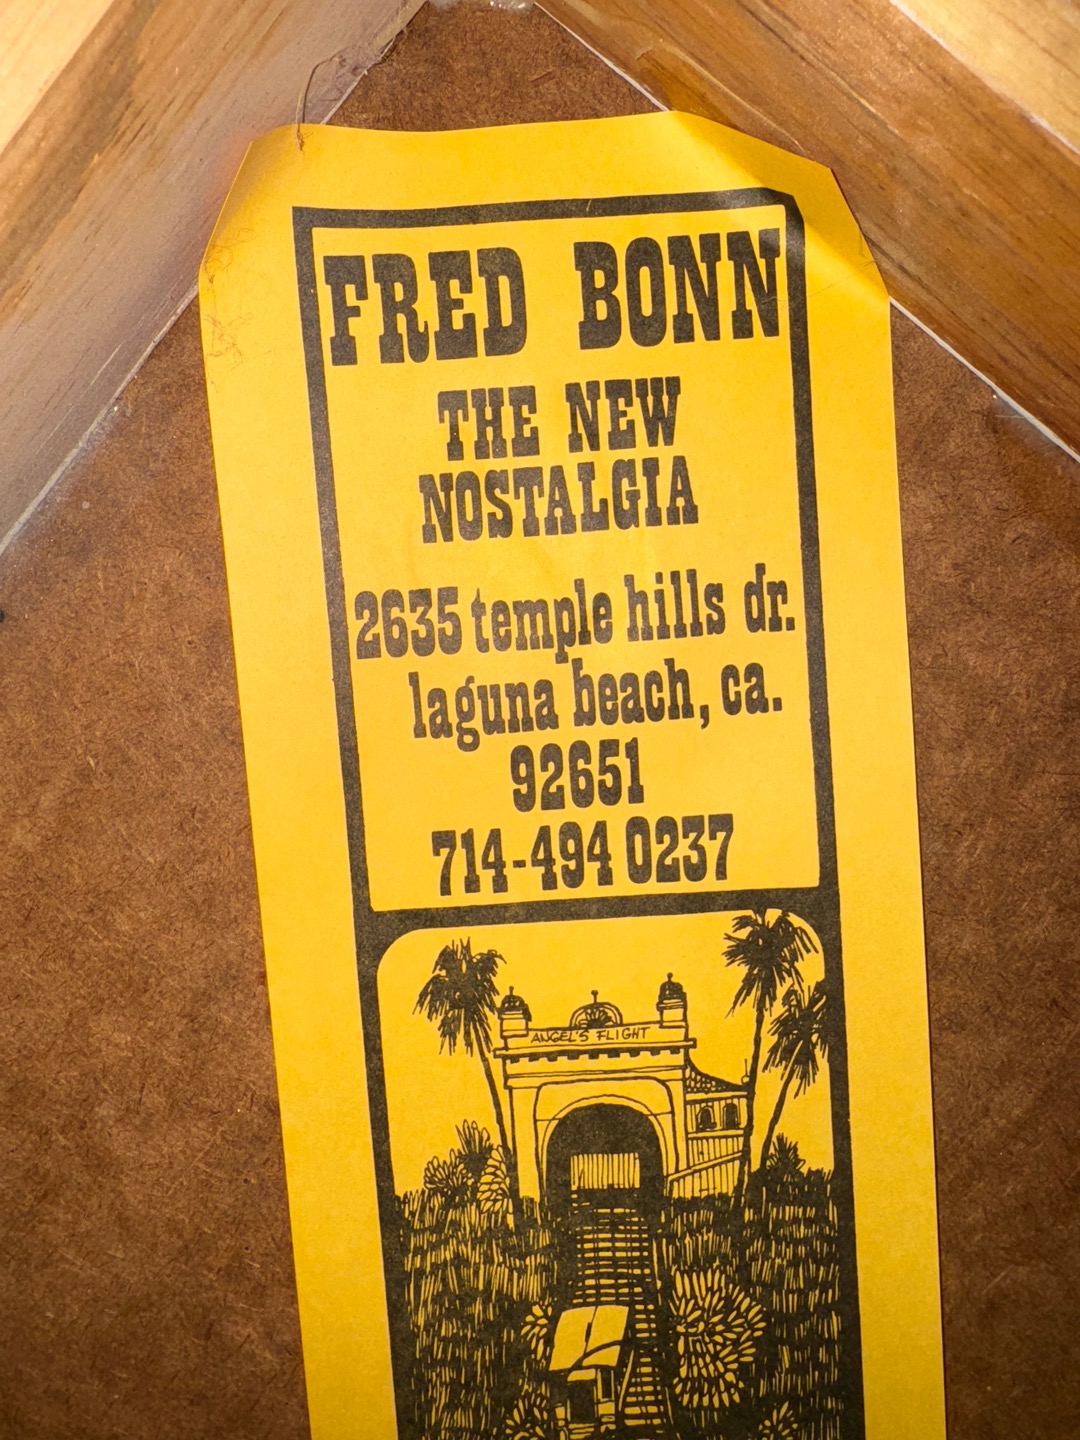 FRED BONN
THE NEW
NOSTALGIA
2635 temple hills dr.
laguna beach, ca.
92651
714-494 0237
ANGEL'S FLIGHT